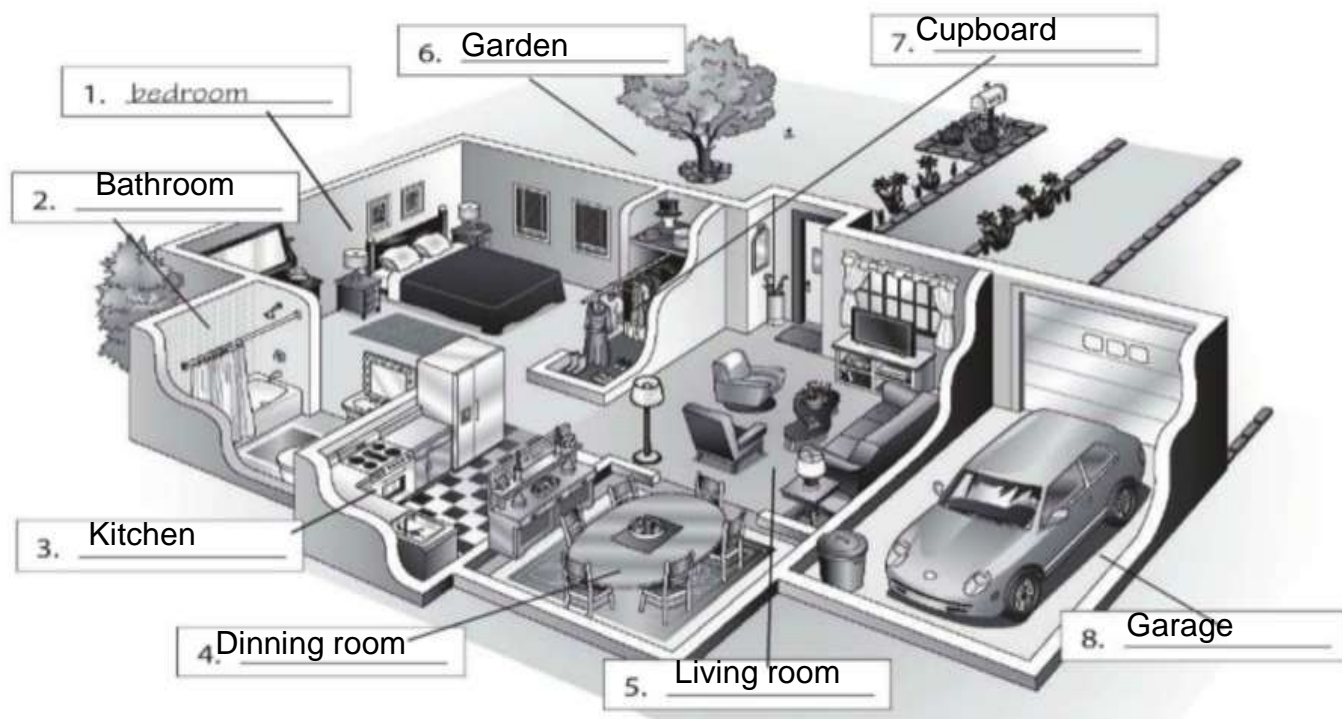 1. bedroom
2. Bathroom
3. Kitchen
4. Dinning room
5. Living room
6. Garden
7. Cupboard
8. Garage